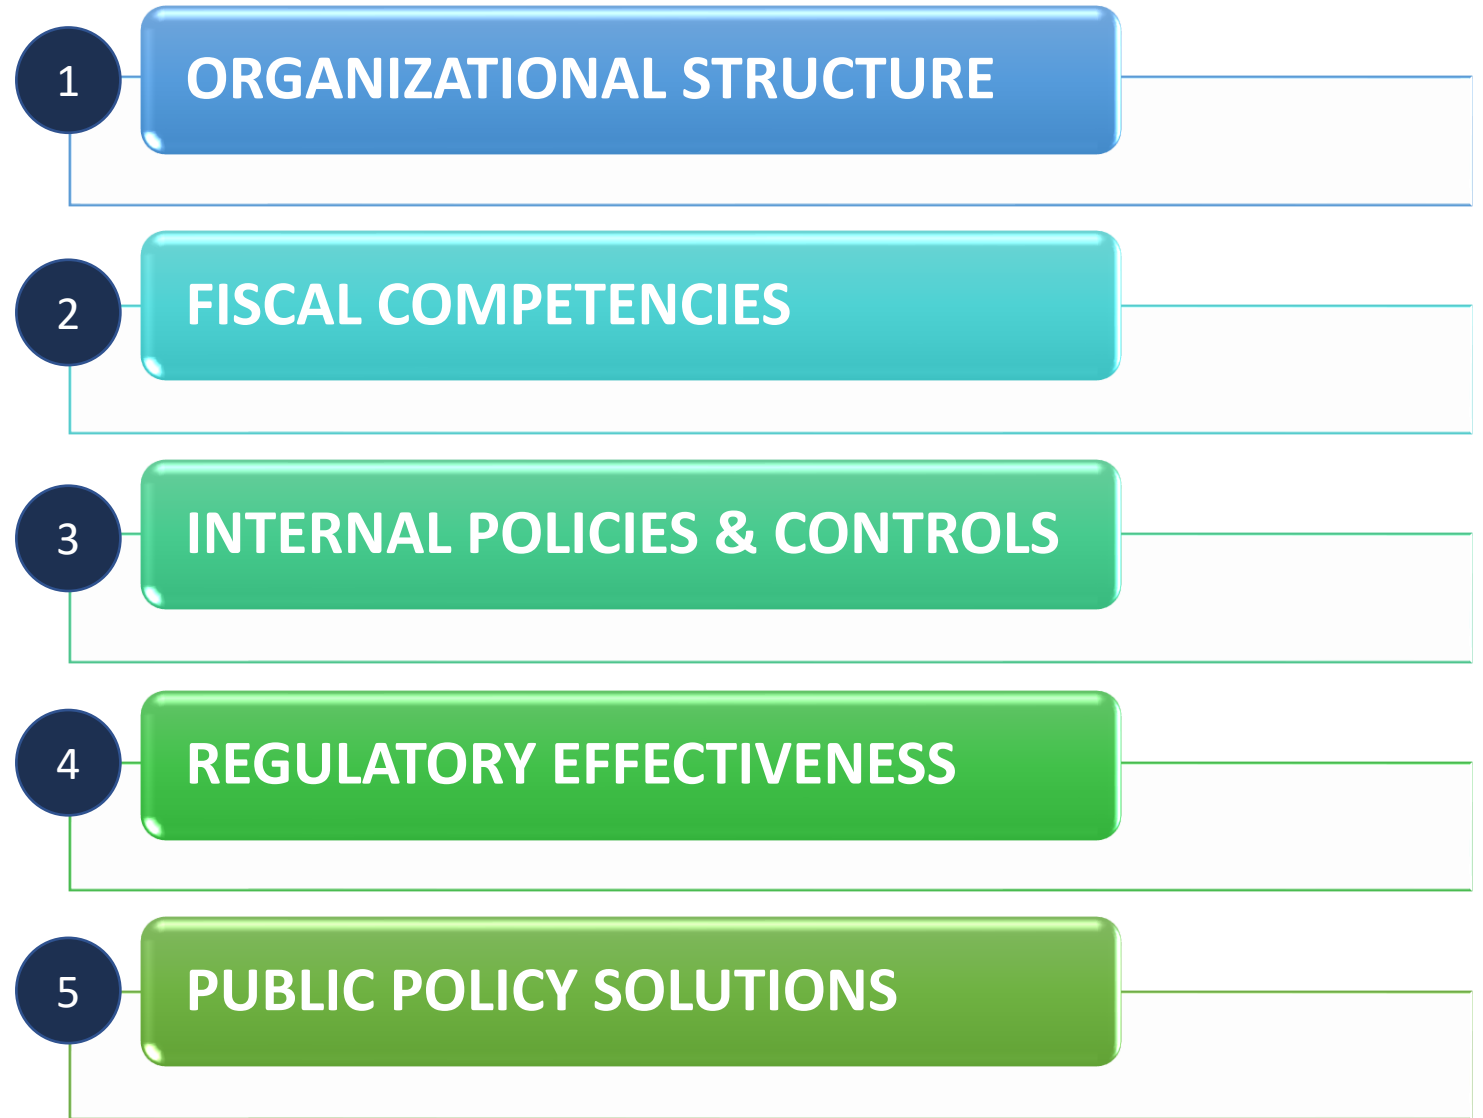 1 ORGANIZATIONAL STRUCTURE
2 FISCAL COMPETENCIES
3 INTERNAL POLICIES & CONTROLS
4 REGULATORY EFFECTIVENESS
5 PUBLIC POLICY SOLUTIONS